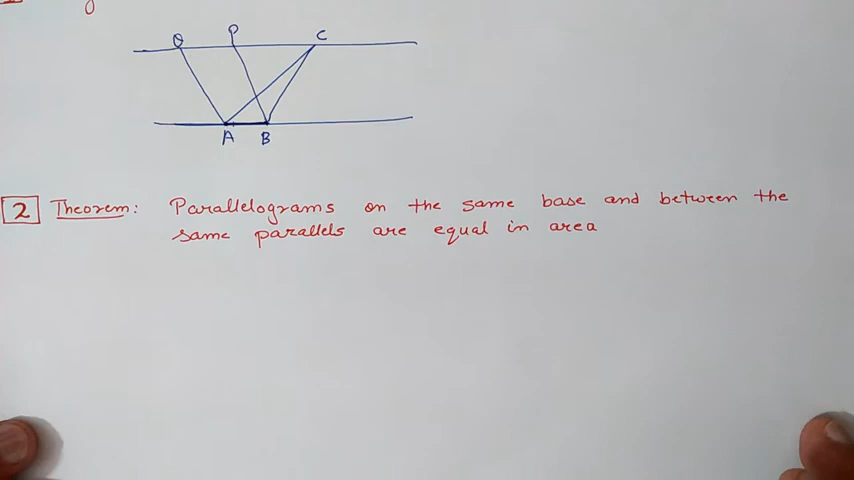 Q P C
A B
2 Theorem: Parallelograms on the same base and between the
same parallels are equal in area